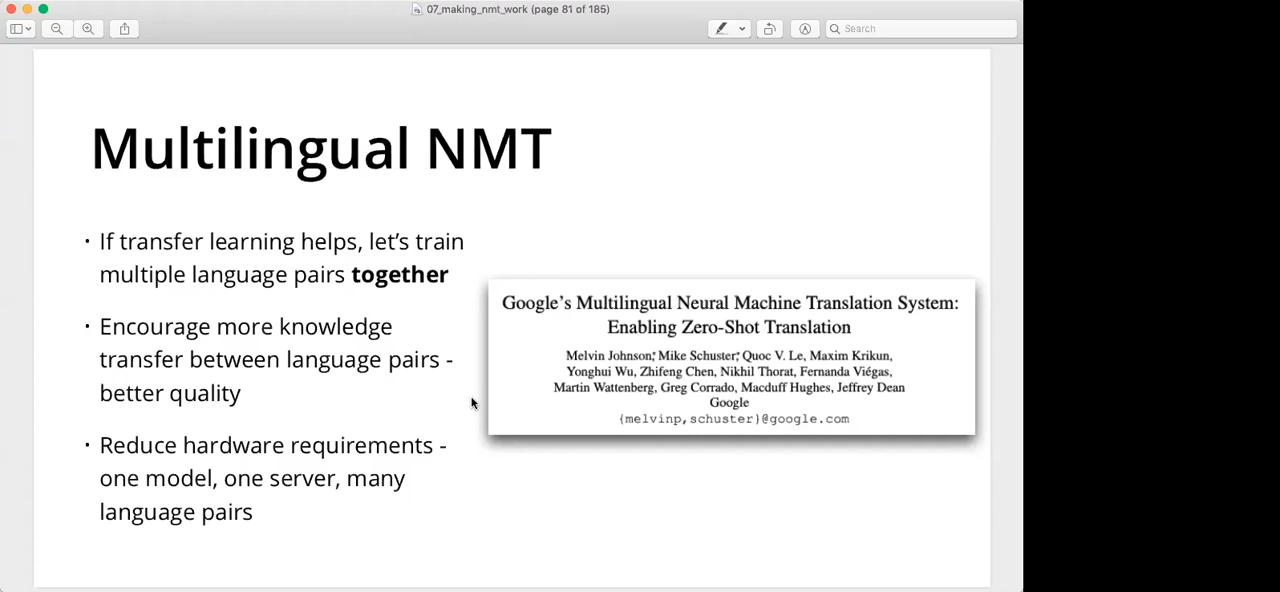 07_making_nmt_work (page 81 of 185)
Search
Multilingual NMT
· If transfer learning helps, let’s train
multiple language pairs together
· Encourage more knowledge
transfer between language pairs -
better quality
· Reduce hardware requirements -
one model, one server, many
language pairs
Google's Multilingual Neural Machine Translation System:
Enabling Zero-Shot Translation
Melvin Johnson*, Mike Schuster*, Quoc V. Le, Maxim Krikun,
Yonghui Wu, Zhifeng Chen, Nikhil Thorat, Fernanda Viégas,
Martin Wattenberg, Greg Corrado, Macduff Hughes, Jeffrey Dean
Google
{melvinp,schuster}@google.com